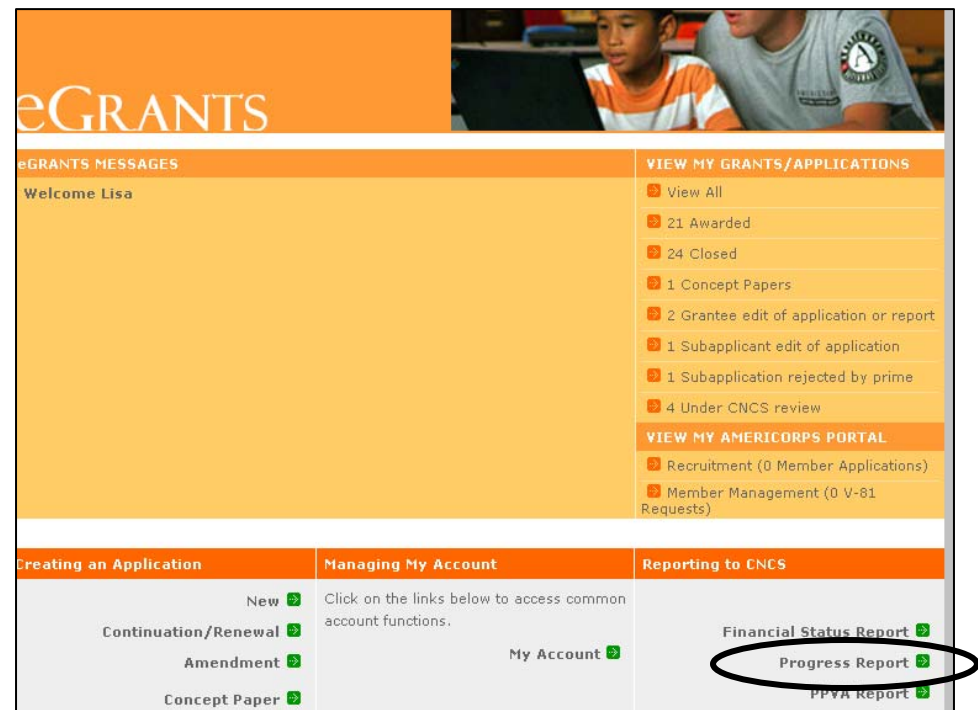 eGRANTS
eGRANTS MESSAGES
Welcome Lisa
VIEW MY GRANTS/APPLICATIONS
View All
21 Awarded
24 Closed
1 Concept Papers
2 Grantee edit of application or report
1 Subapplicant edit of application
1 Subapplication rejected by prime
4 Under CNCS review
VIEW MY AMERICORPS PORTAL
Recruitment (0 Member Applications)
Member Management (0 V-81
Requests)
Creating an Application
New
Continuation/Renewal
Amendment
Concept Paper
Managing My Account
Click on the links below to access common
account functions.
My Account
Reporting to CNCS
Financial Status Report
Progress Report
PPVA Report